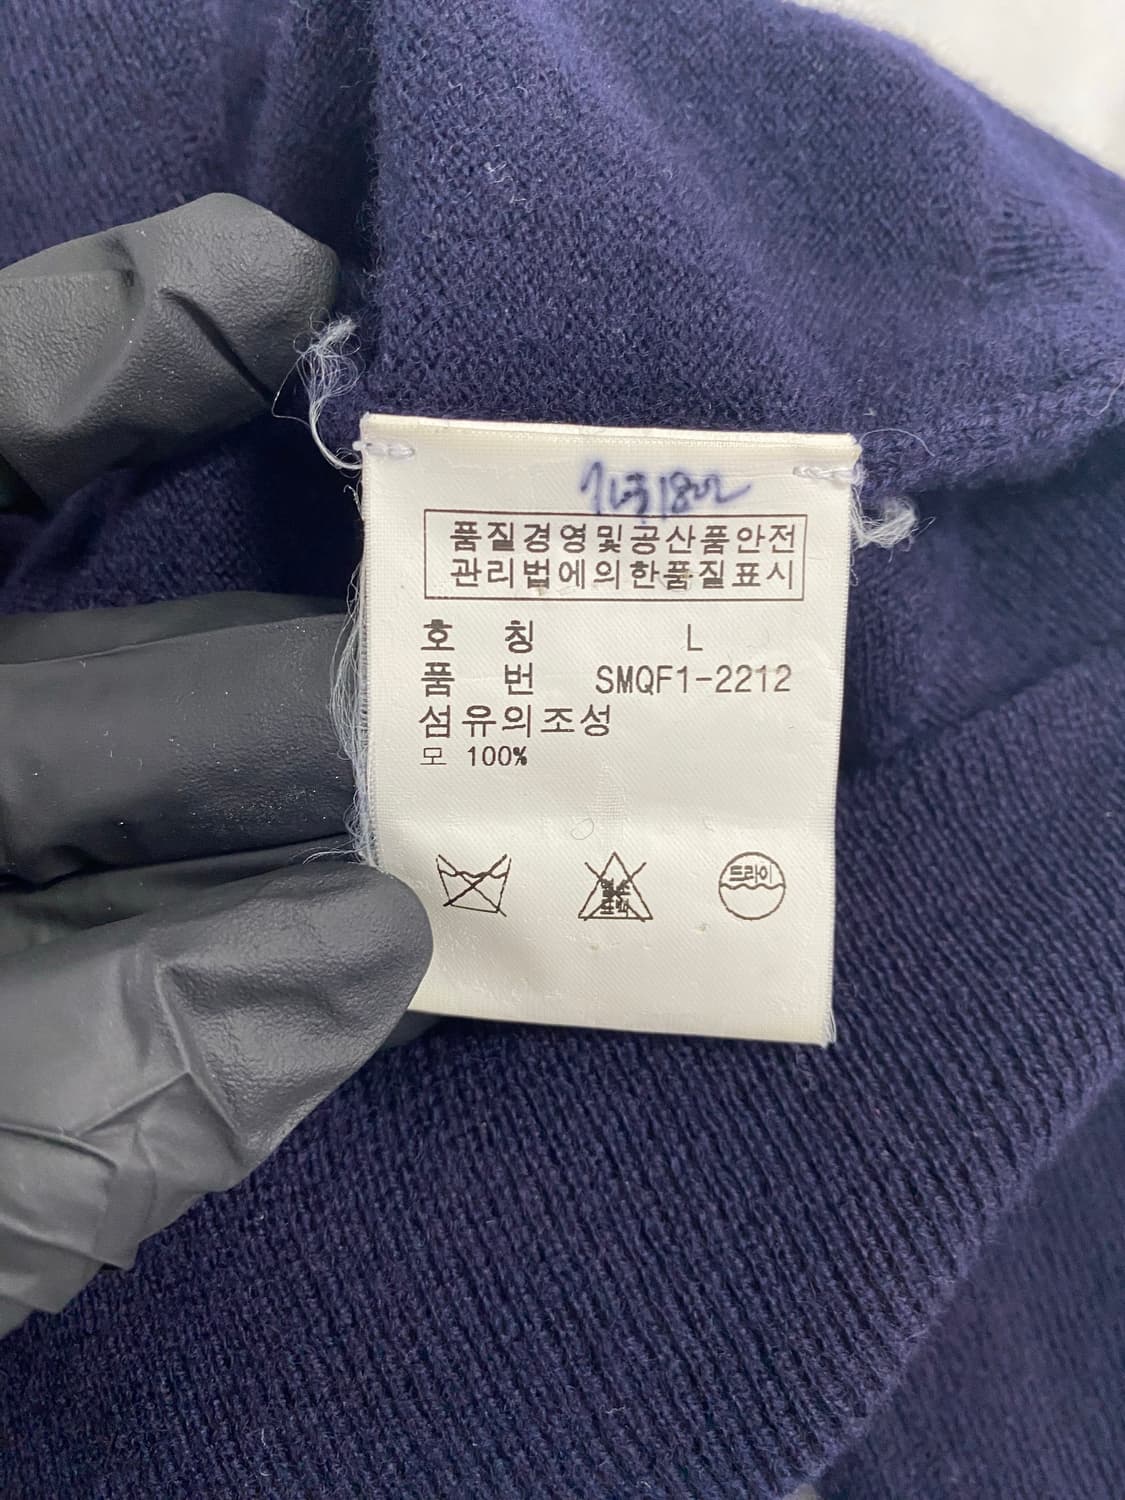 품질경영및공산품안전
관리법에의한품질표시
호 칭 L
품 번 SMQF1-2212
섬유의조성
모 100%
드라이